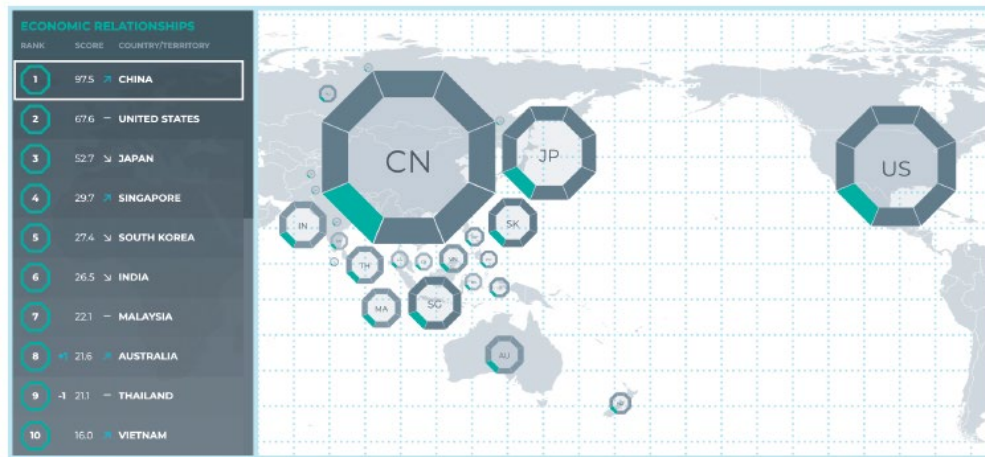 ECONOMIC RELATIONSHIPS
RANK SCORE COUNTRY/TERRITORY
1 97.5 ↗ CHINA
2 67.6 — UNITED STATES
3 52.7 ↘ JAPAN
4 29.7 ↗ SINGAPORE
5 27.4 ↘ SOUTH KOREA
6 26.5 ↘ INDIA
7 22.1 — MALAYSIA
8 +1 21.6 ↗ AUSTRALIA
9 -1 21.1 — THAILAND
10 16.0 ↗ VIETNAM
CN
JP
US
IN
SK
TH
MA
SG
AU